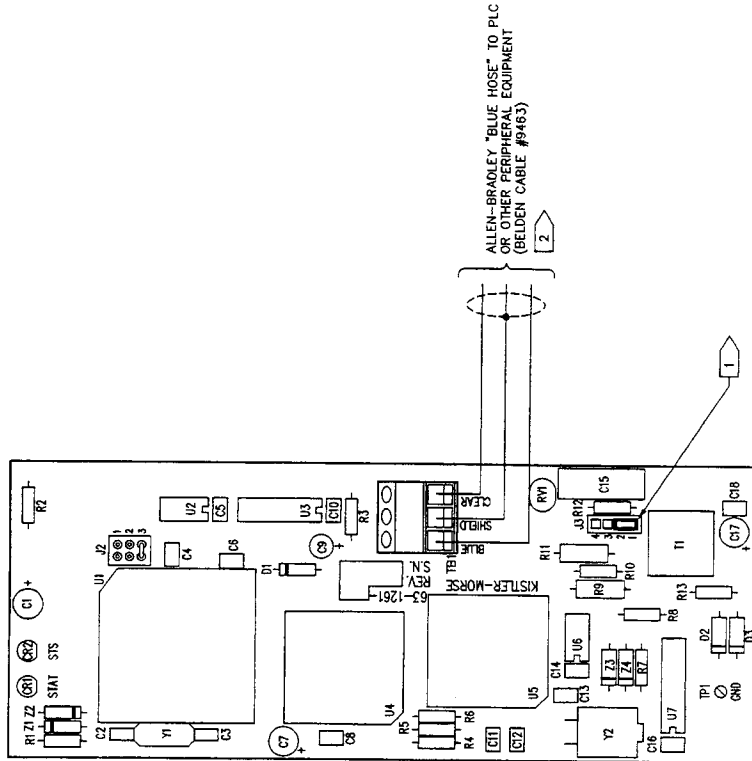 ALLEN-BRADLEY "BLUE HOSE" TO PLC
OR OTHER PERIPHERAL EQUIPMENT
(BELDEN CABLE #9463)
2
1
R2
C1
+
CR2
STS
CR1
STAT
Z2
Z1
R1
J2
1
2
3
U2
C5
U3
C10
R3
C4
C6
U1
C2
Y1
C3
C9
+
D1
S.N.
REV.
63-1261
KISTLER-MORSE
TB1
CLEAR
SHIELD
BLUE
C7
+
C8
U4
R5
R4
R6
C11
C12
U5
RV1
C15
R12
J3
4
3
2
1
R11
R10
R9
T1
C18
C17
+
R13
R8
U6
C14
C13
Z3
Z4
R7
Y2
U7
C16
D2
D3
TP1
GND